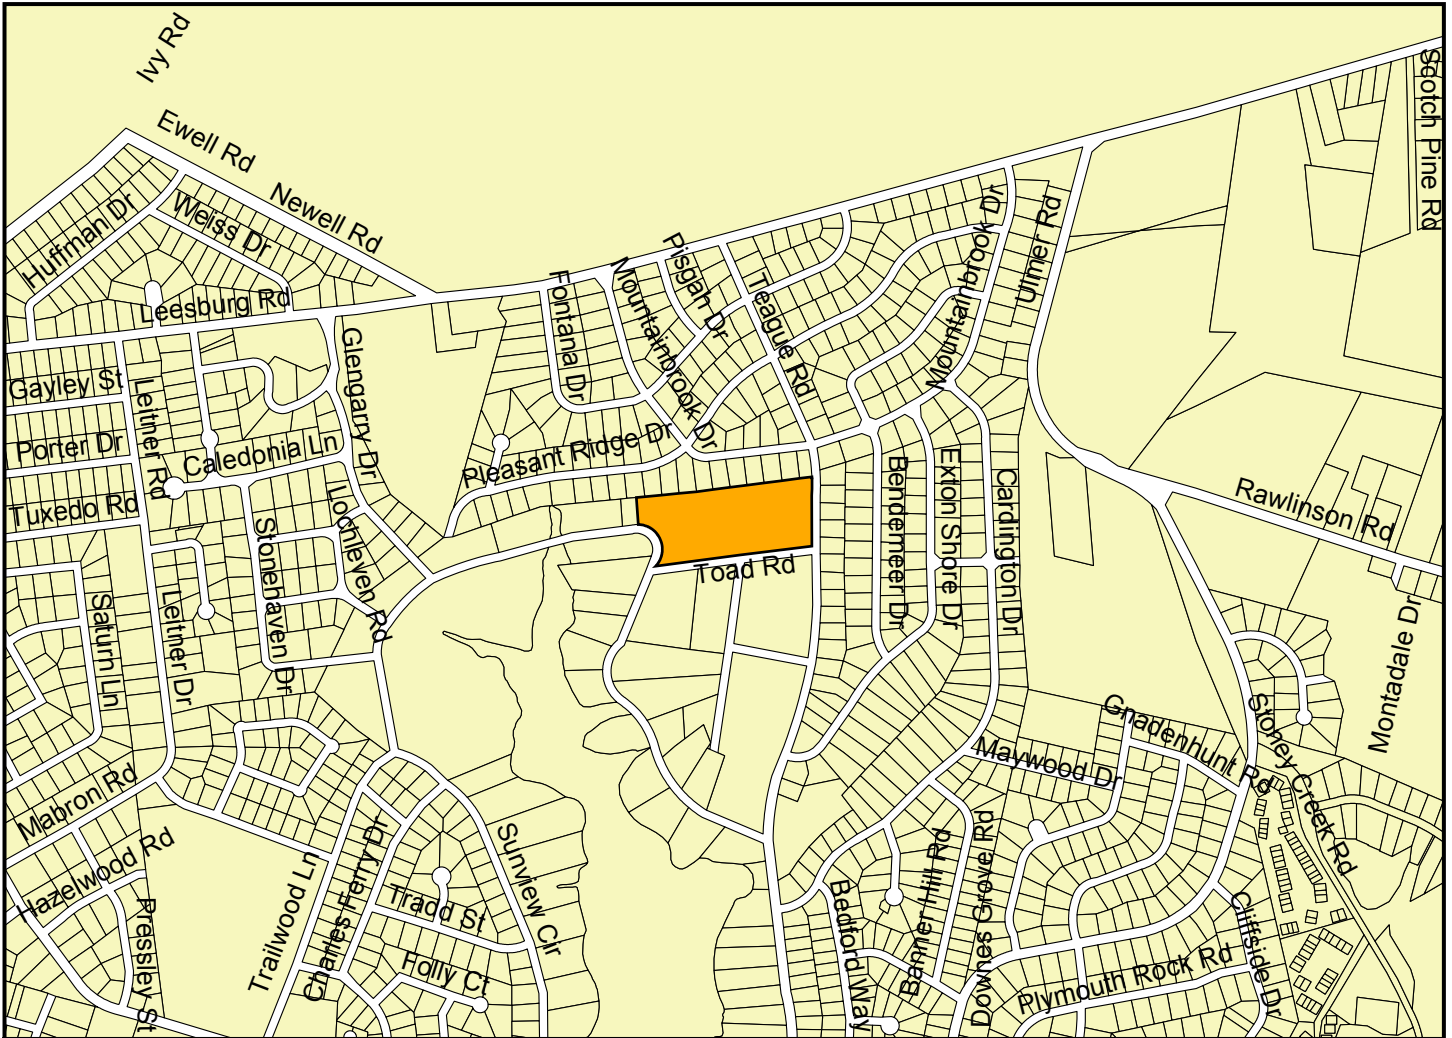 Ivy Rd
Scotch Pine Rd
Ewell Rd
Newell Rd
Weiss Dr
Huffman Dr
Leesburg Rd
Mountainbrook Dr
Ulmer Rd
Pisgah Dr
Teague Rd
Fontana Dr
Mountainbrook Dr
Mountainbrook Dr
Glengarry Dr
Gayley St
Leitner Rd
Porter Dr
Caledonia Ln
Pleasant Ridge Dr
Tuxedo Rd
Lochleven Rd
Stonehaven Dr
Bendemeer Dr
Exton Shore Dr
Cardington Dr
Rawlinson Rd
Toad Rd
Saturn Ln
Leitner Dr
Montadale Dr
Stoney Creek Rd
Gnadenhunt Rd
Maywood Dr
Mabron Rd
Hazelwood Rd
Pressley St
Trailwood Ln
Charles Ferry Dr
Tradd St
Folly Ct
Sunview Cir
Bedford Way
Banner Hill Rd
Downes Grove Rd
Plymouth Rock Rd
Cliffside Dr